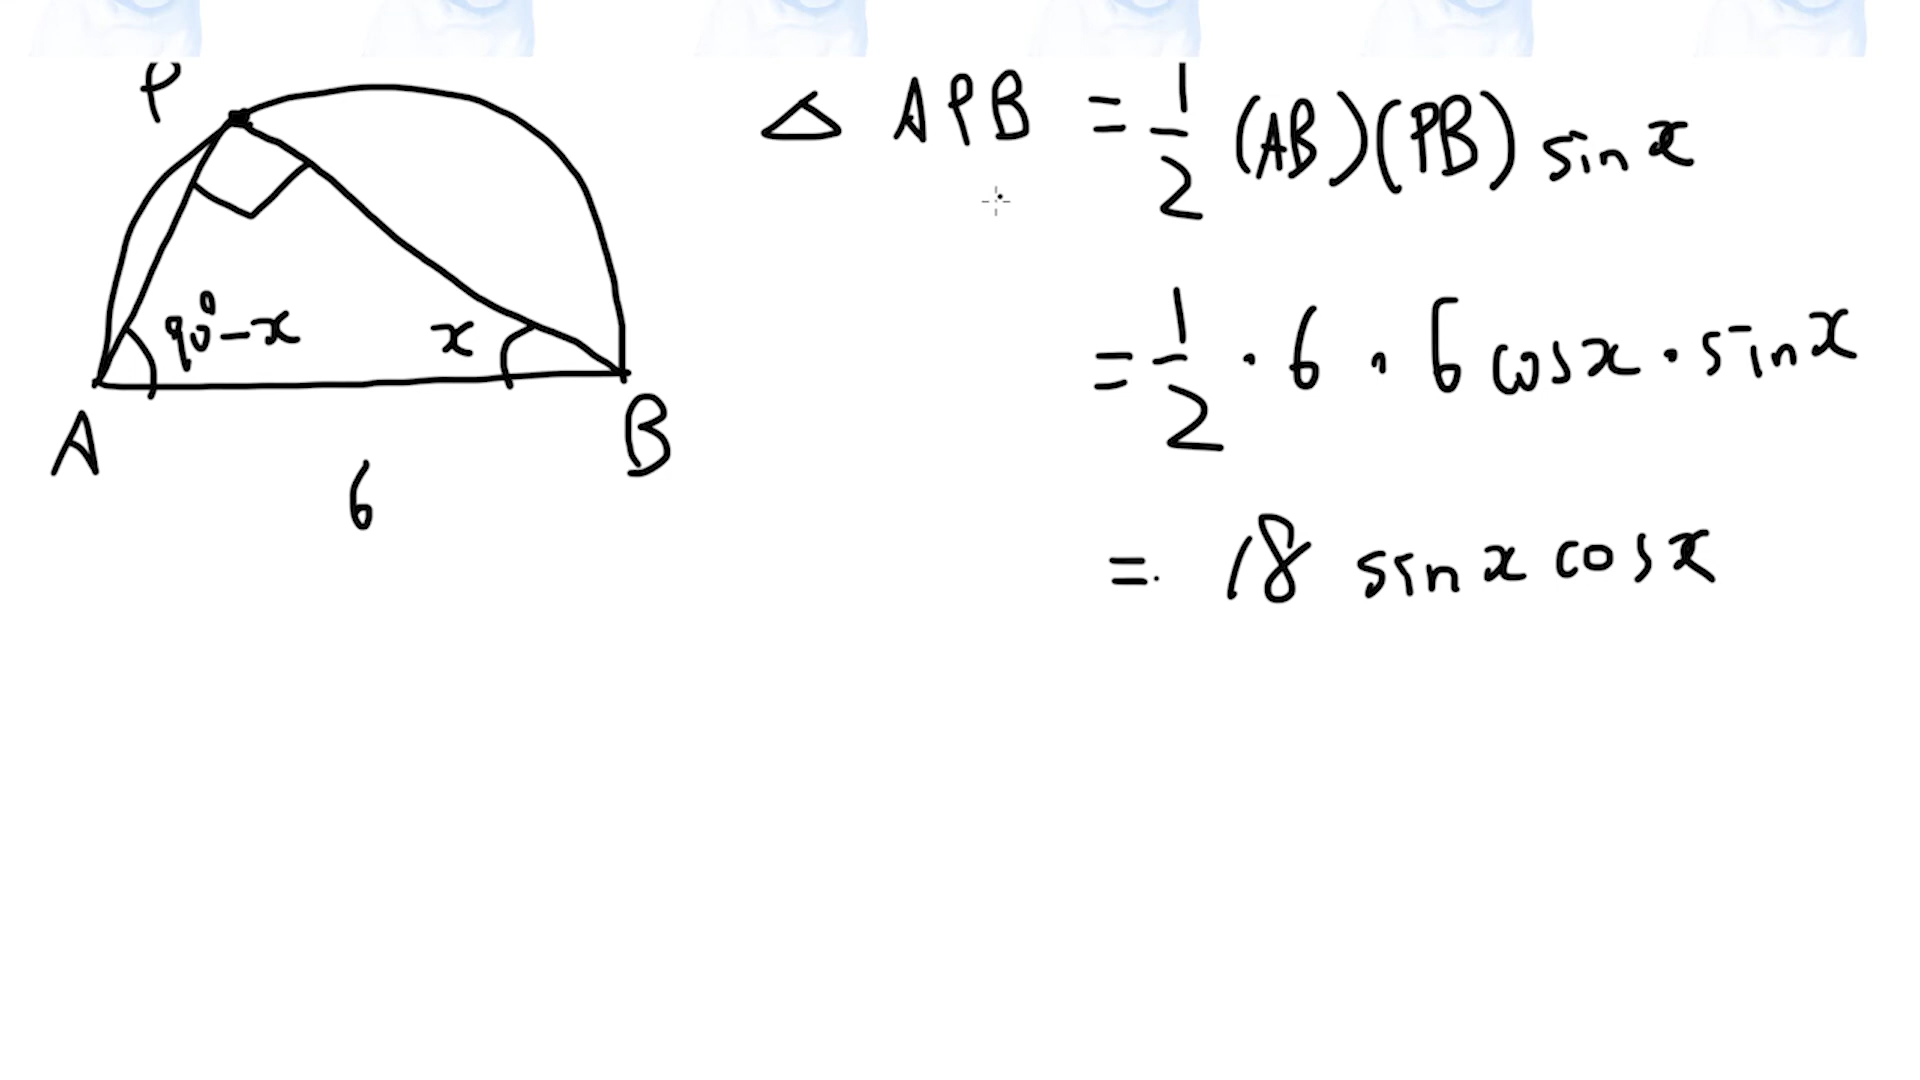 P
90°-x
x
A
B
6
△ APB = 1/2 (AB)(PB) sin x
= 1/2 · 6 · 6 cos x · sin x
= 18 sin x cos x